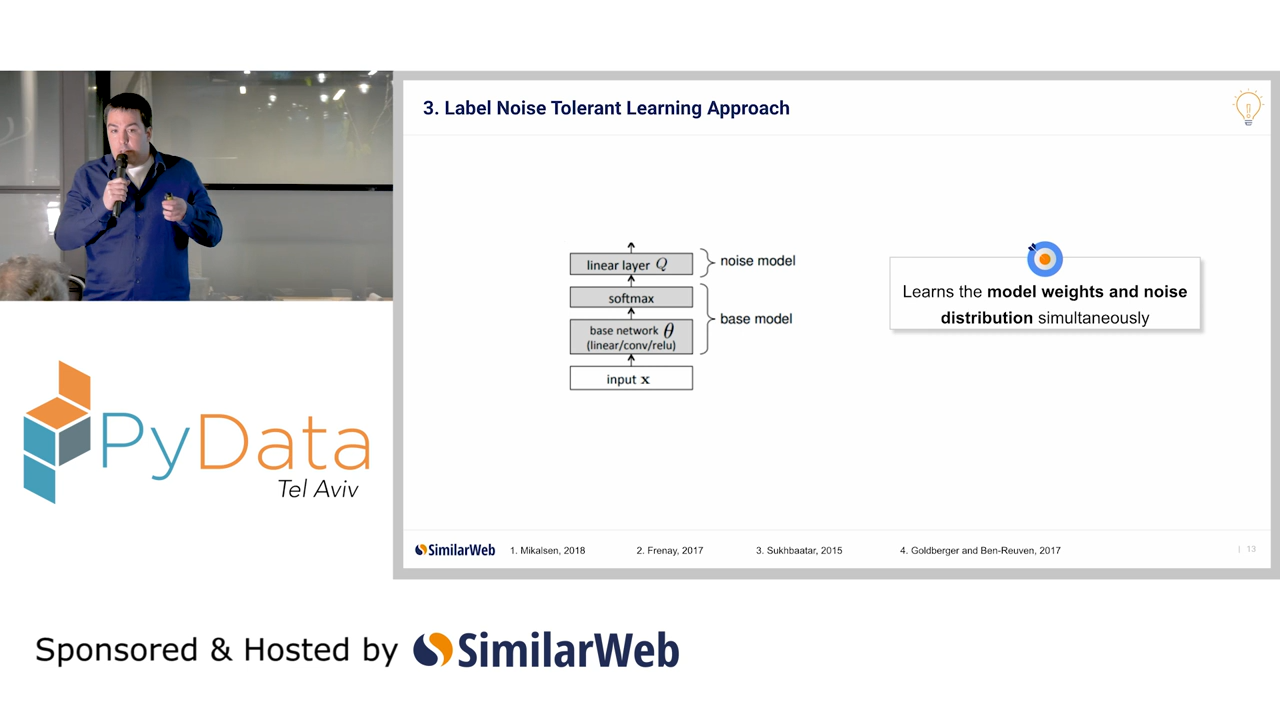 3. Label Noise Tolerant Learning Approach
linear layer Q
noise model
softmax
base network θ
(linear/conv/relu)
base model
input x
Learns the model weights and noise
distribution simultaneously
SimilarWeb
1. Mikalsen, 2018
2. Frenay, 2017
3. Sukhbaatar, 2015
4. Goldberger and Ben-Reuven, 2017
| 13
PyData
Tel Aviv
Sponsored & Hosted by SimilarWeb